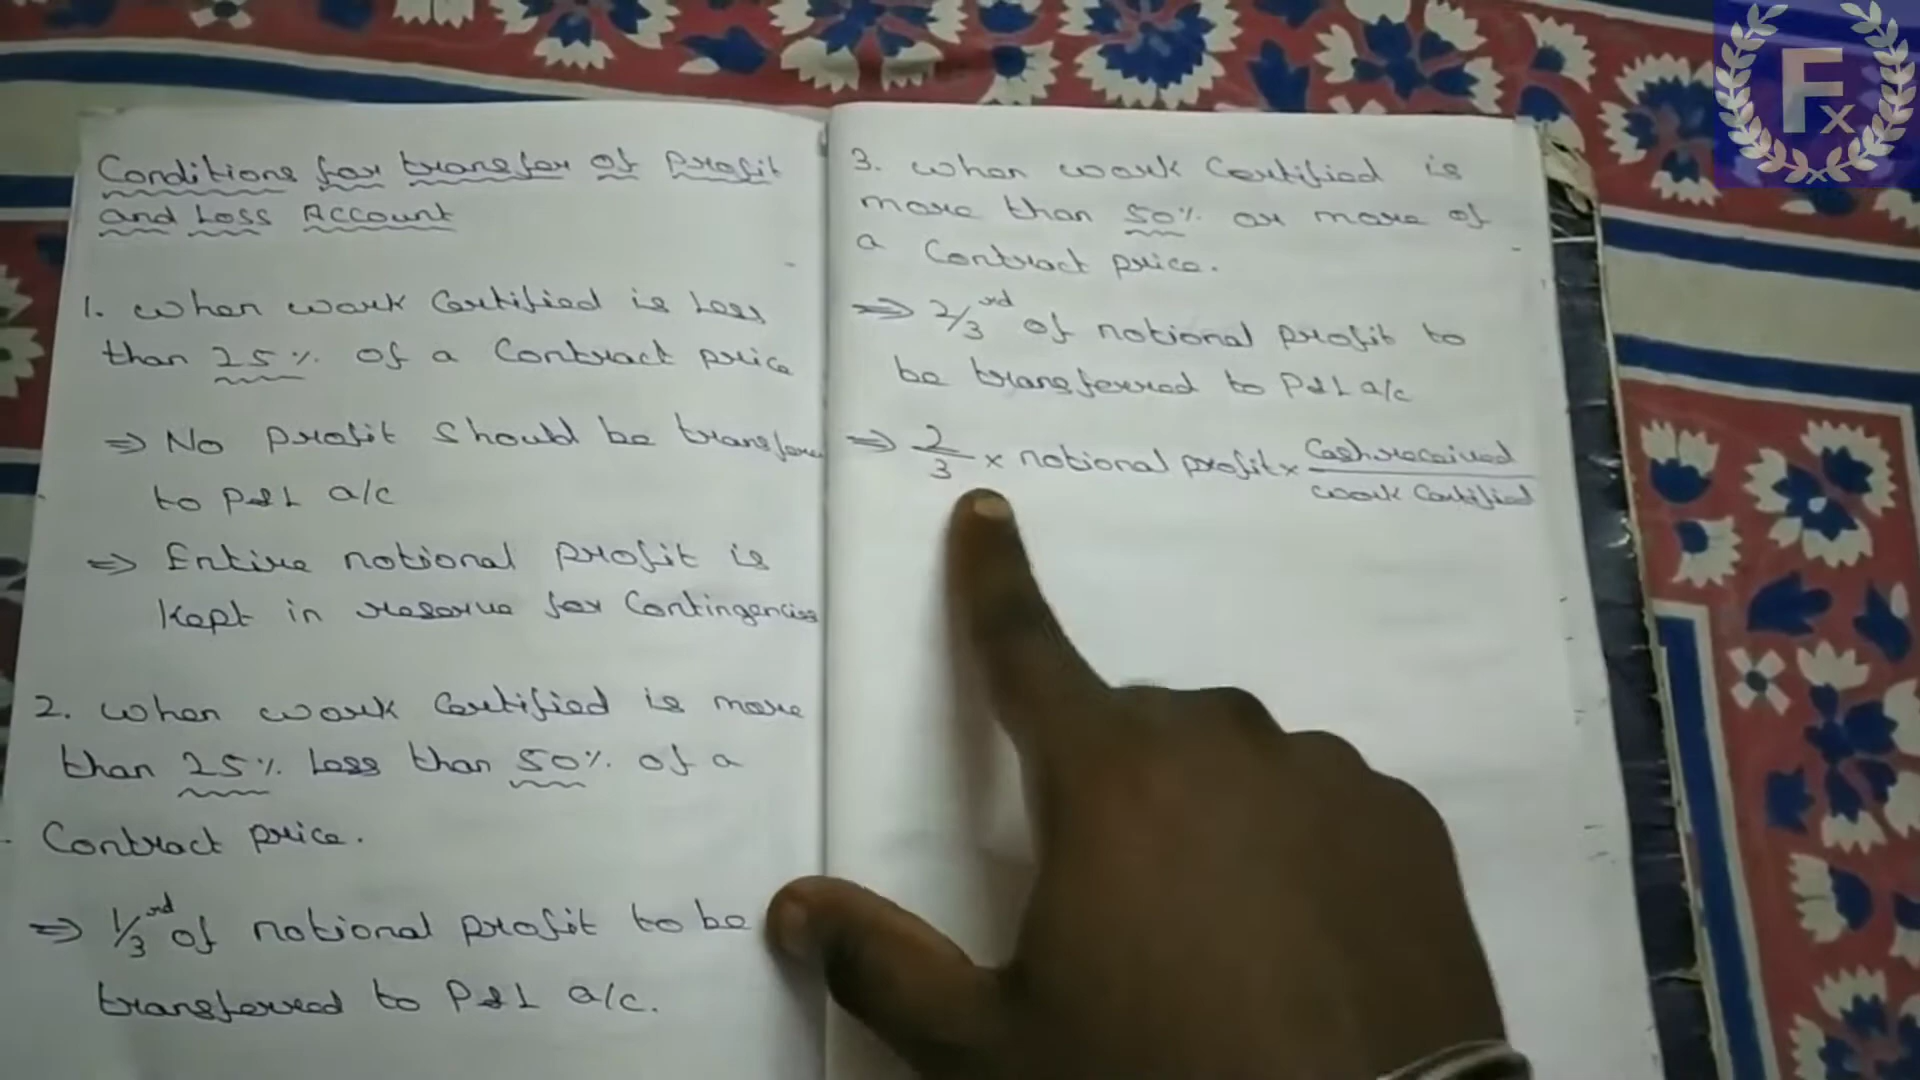 Conditions for transfer of Profit
and Loss Account
1. when work Certified is Less
than 25% of a Contract price
⇒ No profit should be transfer
to P&L a/c
⇒ Entire notional profit is
kept in reserve for Contingencies
2. when work Certified is more
than 25% Less than 50% of a
Contract price.
⇒ 1/3rd of notional profit to be
transferred to P&L a/c.
3. when work Certified is
more than 50% or more of
a Contract price.
⇒ 2/3rd of notional profit to
be transferred to P&L a/c
⇒ 2/3 x notional profit x Cash received / work Certified
Fx